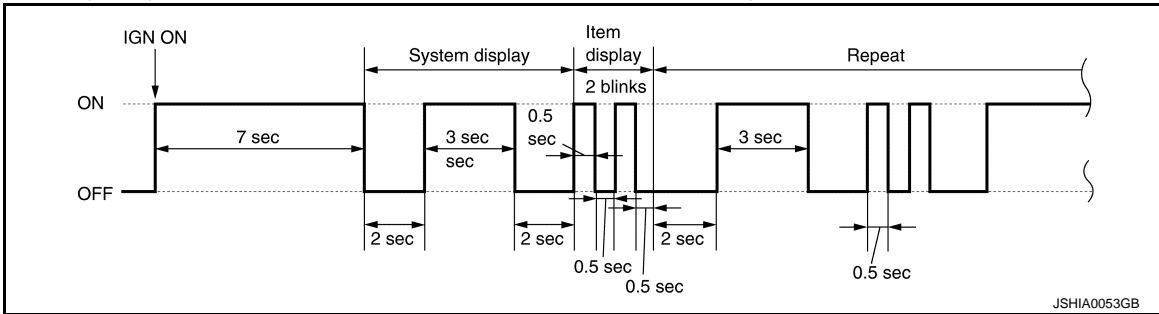 IGN ON
System display
Item
display
2 blinks
Repeat
ON
7 sec
3 sec
sec
0.5
sec
3 sec
OFF
2 sec
2 sec
2 sec
0.5 sec
0.5 sec
0.5 sec
JSHIA0053GB